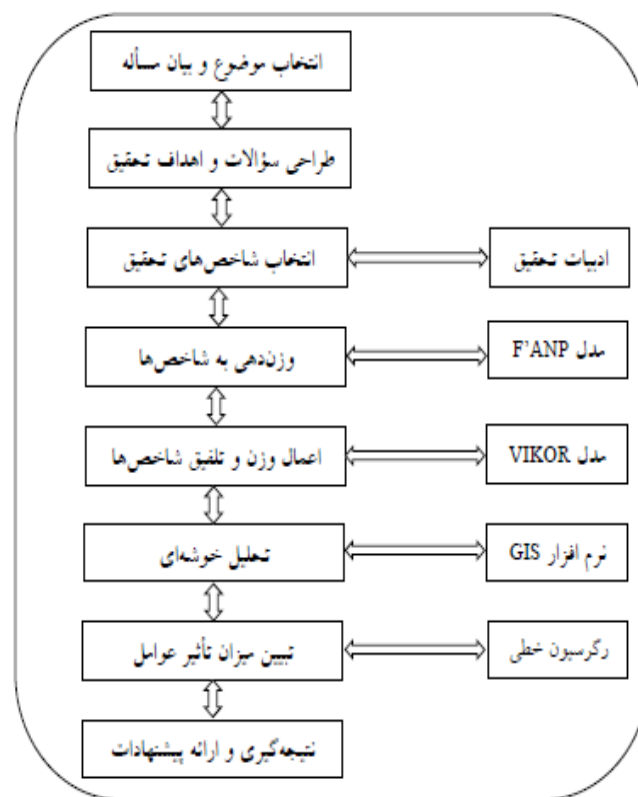 انتخاب موضوع و بیان مسأله
طراحی سؤالات و اهداف تحقیق
انتخاب شاخص‌های تحقیق
ادبیات تحقیق
وزن‌دهی به شاخص‌ها
مدل F'ANP
اعمال وزن و تلفیق شاخص‌ها
مدل VIKOR
تحلیل خوشه‌ای
نرم افزار GIS
تبیین میزان تأثیر عوامل
رگرسیون خطی
نتیجه‌گیری و ارائه پیشنهادات